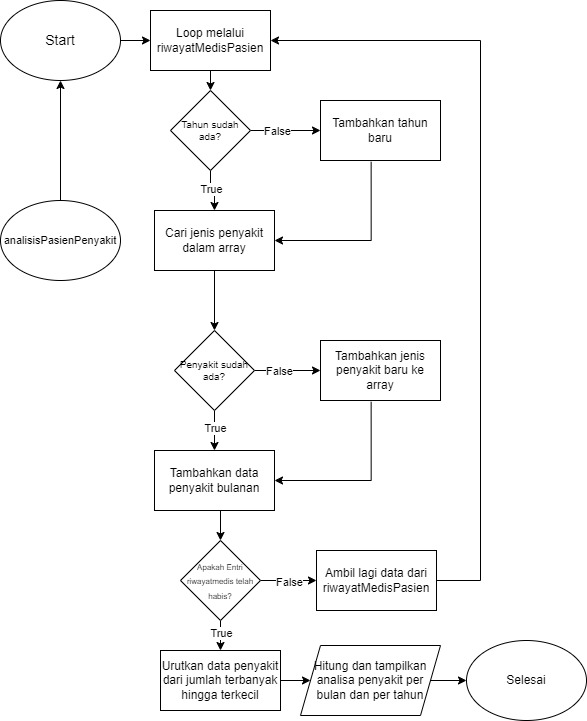 Start
Loop melalui
riwayatMedisPasien
Tahun sudah
ada?
False
Tambahkan tahun
baru
True
analisisPasienPenyakit
Cari jenis penyakit
dalam array
Penyakit sudah
ada?
False
Tambahkan jenis
penyakit baru ke
array
True
Tambahkan data
penyakit bulanan
Apakah Entri
riwayatmedis telah
habis?
False
Ambil lagi data dari
riwayatMedisPasien
True
Urutkan data penyakit
dari jumlah terbanyak
hingga terkecil
Hitung dan tampilkan
analisa penyakit per
bulan dan per tahun
Selesai